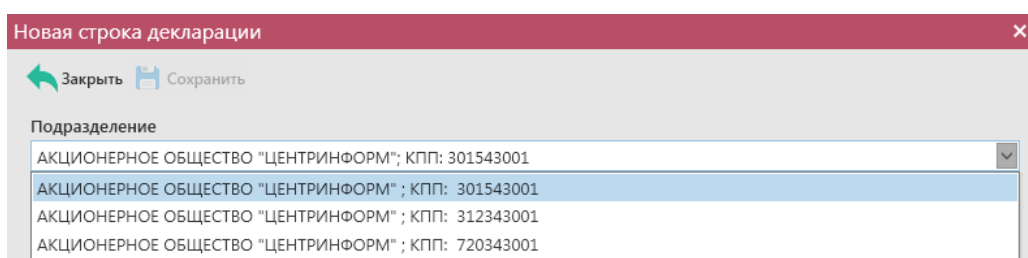 Новая строка декларации
Закрыть Сохранить
Подразделение
АКЦИОНЕРНОЕ ОБЩЕСТВО "ЦЕНТРИНФОРМ"; КПП: 301543001
АКЦИОНЕРНОЕ ОБЩЕСТВО "ЦЕНТРИНФОРМ" ; КПП: 301543001
АКЦИОНЕРНОЕ ОБЩЕСТВО "ЦЕНТРИНФОРМ" ; КПП: 312343001
АКЦИОНЕРНОЕ ОБЩЕСТВО "ЦЕНТРИНФОРМ" ; КПП: 720343001